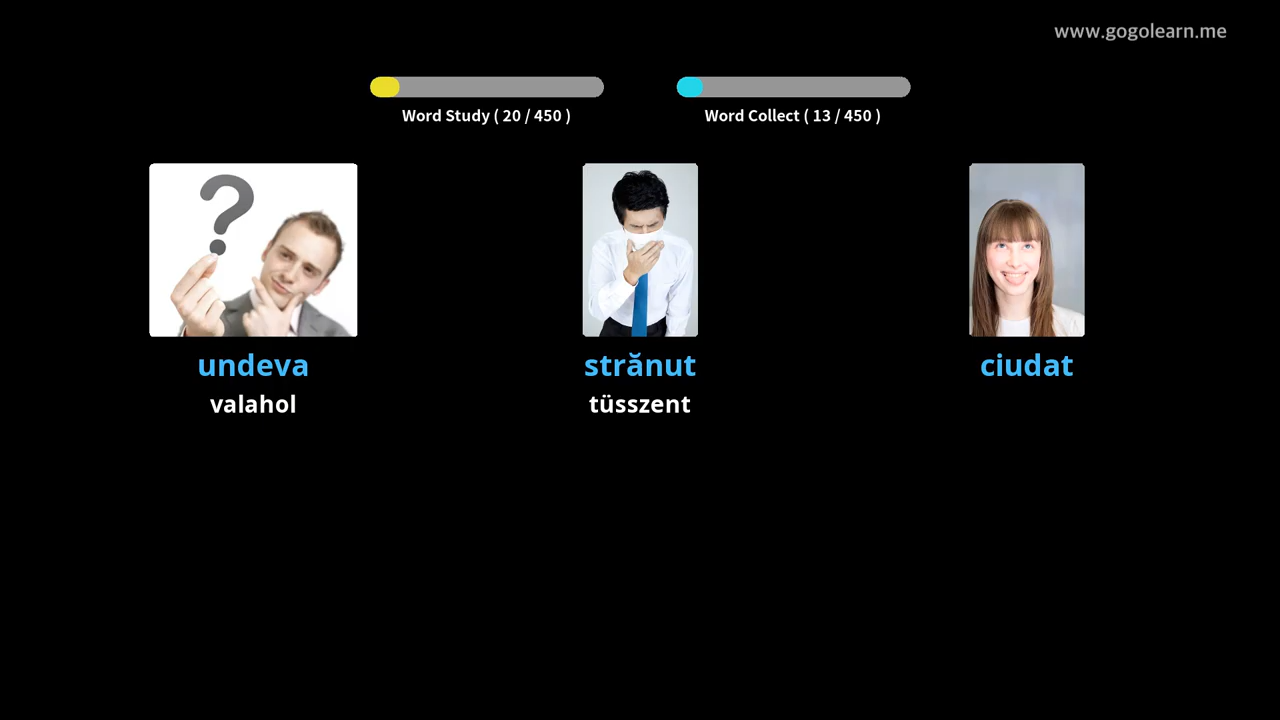 www.gogolearn.me
Word Study ( 20 / 450 )
Word Collect ( 13 / 450 )
undeva
strănut
ciudat
valahol
tüsszent